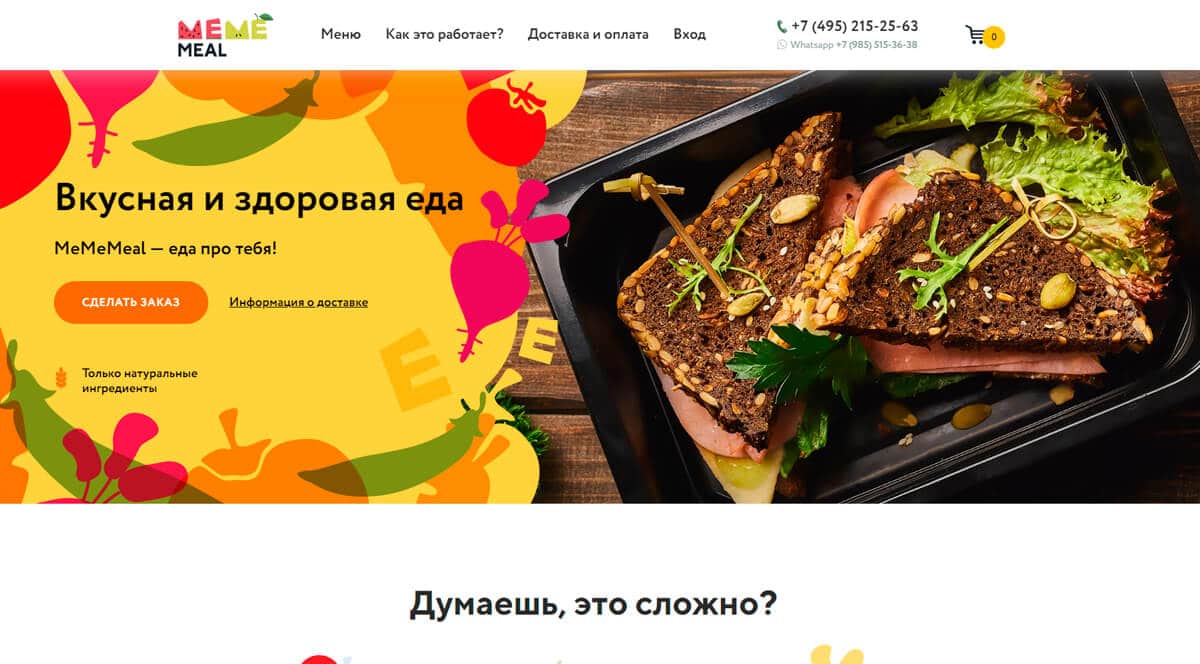 MEME
MEAL
Меню
Как это работает?
Доставка и оплата
Вход
+7 (495) 215-25-63
Whatsapp +7 (985) 515-36-38
0
Вкусная и здоровая еда
MeMeMeal — еда про тебя!
СДЕЛАТЬ ЗАКАЗ
Информация о доставке
Только натуральные
ингредиенты
E
E
Думаешь, это сложно?